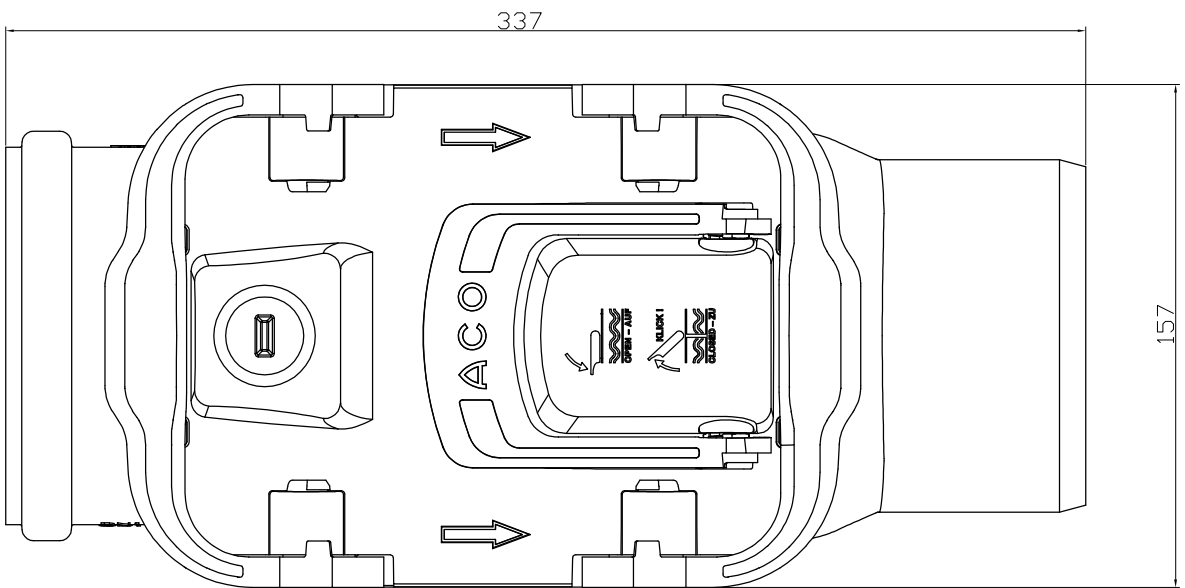 337
157
ACO
OPEN - AUF
KLICK!
CLOSED - ZU